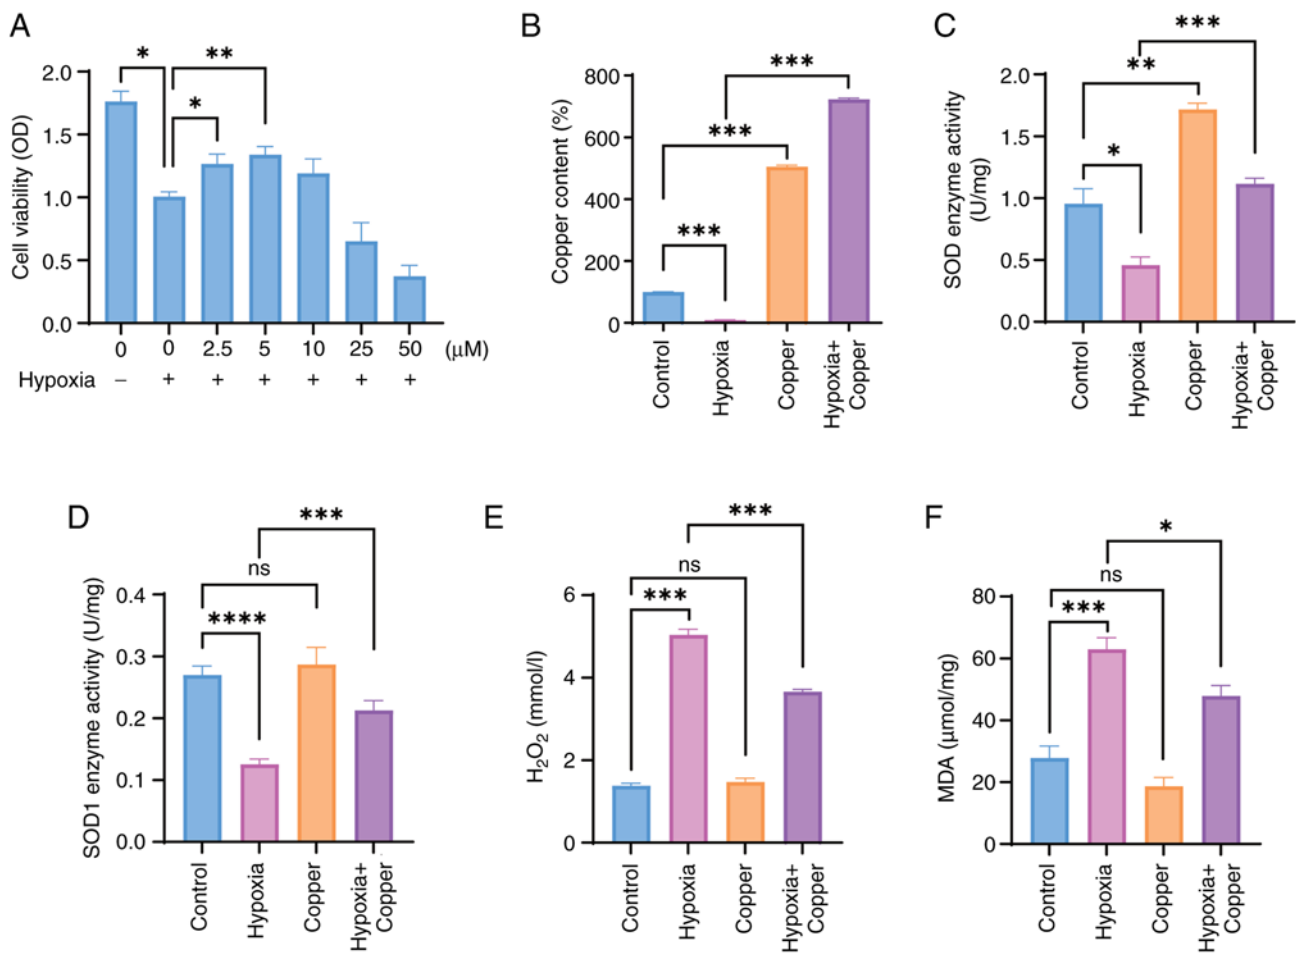 A
Cell viability (OD)
2.0
1.5
1.0
0.5
0.0
*
**
*
0 0 2.5 5 10 25 50 (μM)
Hypoxia – + + + + + +
B
Copper content (%)
800
600
400
200
0
***
***
***
Control
Hypoxia
Copper
Hypoxia+
Copper
C
SOD enzyme activity
(U/mg)
2.0
1.5
1.0
0.5
0.0
***
**
*
Control
Hypoxia
Copper
Hypoxia+
Copper
D
SOD1 enzyme activity (U/mg)
0.4
0.3
0.2
0.1
0.0
***
ns
****
Control
Hypoxia
Copper
Hypoxia+
Copper
E
H₂O₂ (mmol/l)
6
4
2
0
***
ns
***
Control
Hypoxia
Copper
Hypoxia+
Copper
F
MDA (μmol/mg)
80
60
40
20
0
*
ns
***
Control
Hypoxia
Copper
Hypoxia+
Copper